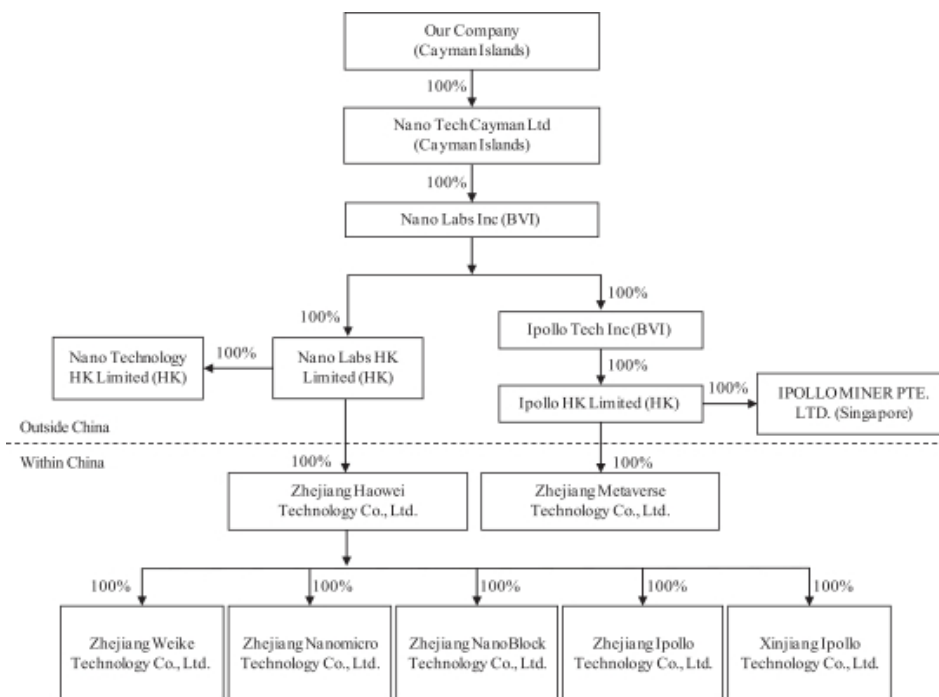 Our Company
(Cayman Islands)
100%
Nano Tech Cayman Ltd
(Cayman Islands)
100%
Nano Labs Inc (BVI)
100%
100%
Nano Technology
HK Limited (HK)
100%
Nano Labs HK
Limited (HK)
Ipollo Tech Inc (BVI)
100%
Ipollo HK Limited (HK)
100%
IPOLLO MINER PTE.
LTD. (Singapore)
Outside China
Within China
100%
100%
Zhejiang Haowei
Technology Co., Ltd.
Zhejiang Metaverse
Technology Co., Ltd.
100%
100%
100%
100%
100%
Zhejiang Weike
Technology Co., Ltd.
Zhejiang Nanomicro
Technology Co., Ltd.
Zhejiang NanoBlock
Technology Co., Ltd.
Zhejiang Ipollo
Technology Co., Ltd.
Xinjiang Ipollo
Technology Co., Ltd.